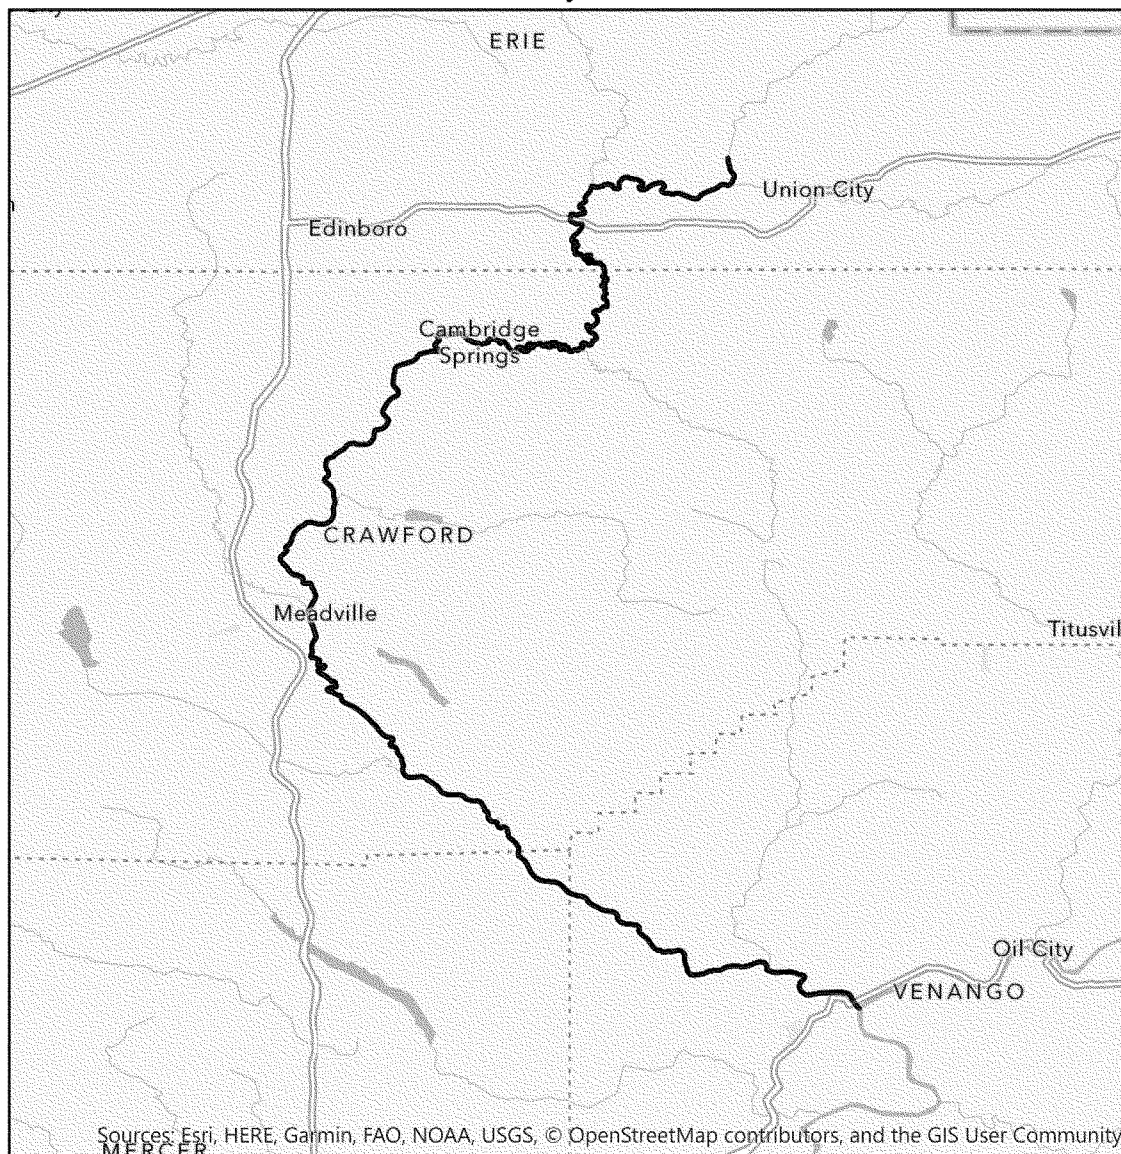 ERIE
Union City
Edinboro
Cambridge
Springs
CRAWFORD
Meadville
Titusvil
Oil City
VENANGO
Sources: Esri, HERE, Garmin, FAO, NOAA, USGS, © OpenStreetMap contributors, and the GIS User Community
MERCER